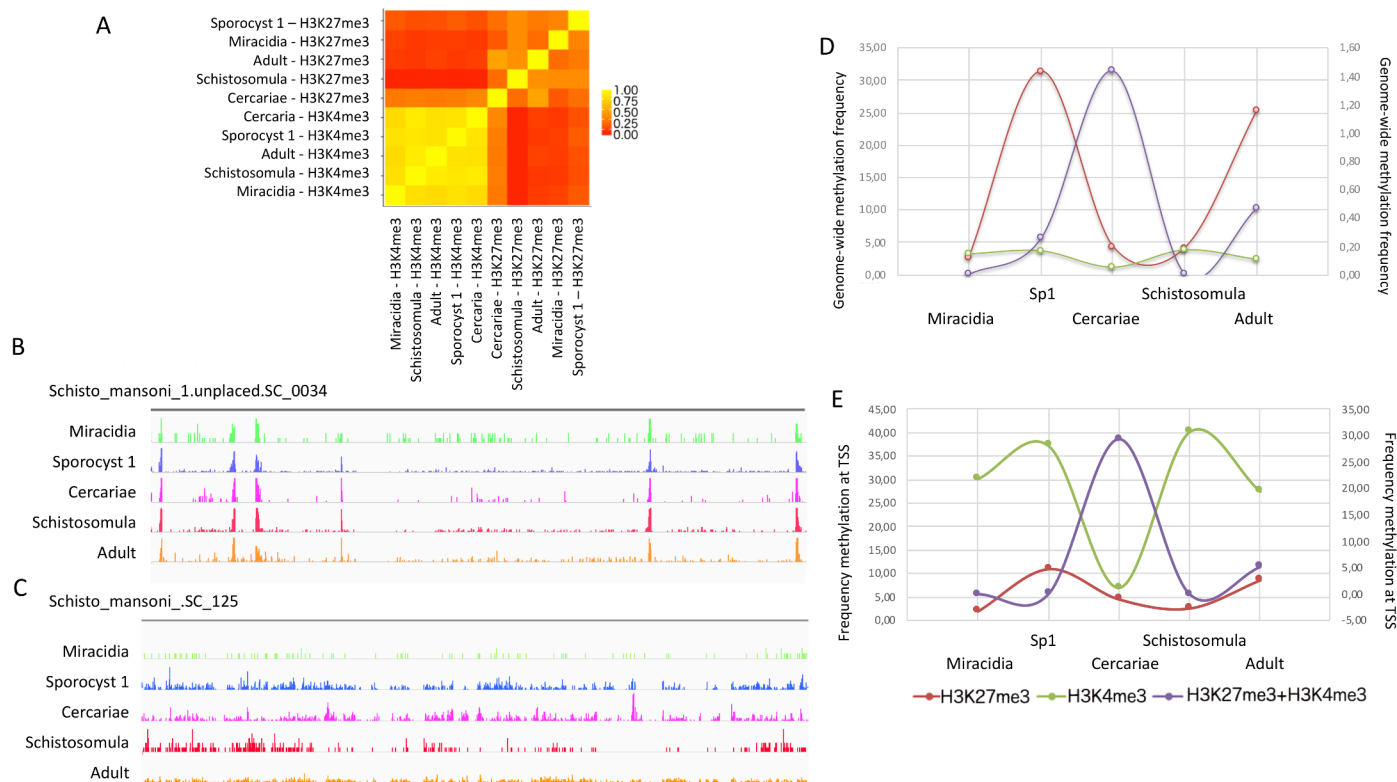 A
Sporocyst 1 – H3K27me3
Miracidia - H3K27me3
Adult - H3K27me3
Schistosomula - H3K27me3
Cercariae - H3K27me3
Cercaria - H3K4me3
Sporocyst 1 - H3K4me3
Adult - H3K4me3
Schistosomula - H3K4me3
Miracidia - H3K4me3
1.00
0.75
0.50
0.25
0.00
Miracidia - H3K4me3
Schistosomula - H3K4me3
Adult - H3K4me3
Sporocyst 1 - H3K4me3
Cercaria - H3K4me3
Cercariae - H3K27me3
Schistosomula - H3K27me3
Adult - H3K27me3
Miracidia - H3K27me3
Sporocyst 1 – H3K27me3
B
Schisto_mansoni_1.unplaced.SC_0034
Miracidia
Sporocyst 1
Cercariae
Schistosomula
Adult
C
Schisto_mansoni_.SC_125
Miracidia
Sporocyst 1
Cercariae
Schistosomula
Adult
D
Genome-wide methylation frequency
35,00
30,00
25,00
20,00
15,00
10,00
5,00
0,00
1,60
1,40
1,20
1,00
0,80
0,60
0,40
0,20
0,00
Genome-wide methylation frequency
Sp1
Schistosomula
Miracidia
Cercariae
Adult
E
Frequency methylation at TSS
45,00
40,00
35,00
30,00
25,00
20,00
15,00
10,00
5,00
0,00
35,00
30,00
25,00
20,00
15,00
10,00
5,00
0,00
-5,00
Frequency methylation at TSS
Sp1
Schistosomula
Miracidia
Cercariae
Adult
H3K27me3
H3K4me3
H3K27me3+H3K4me3